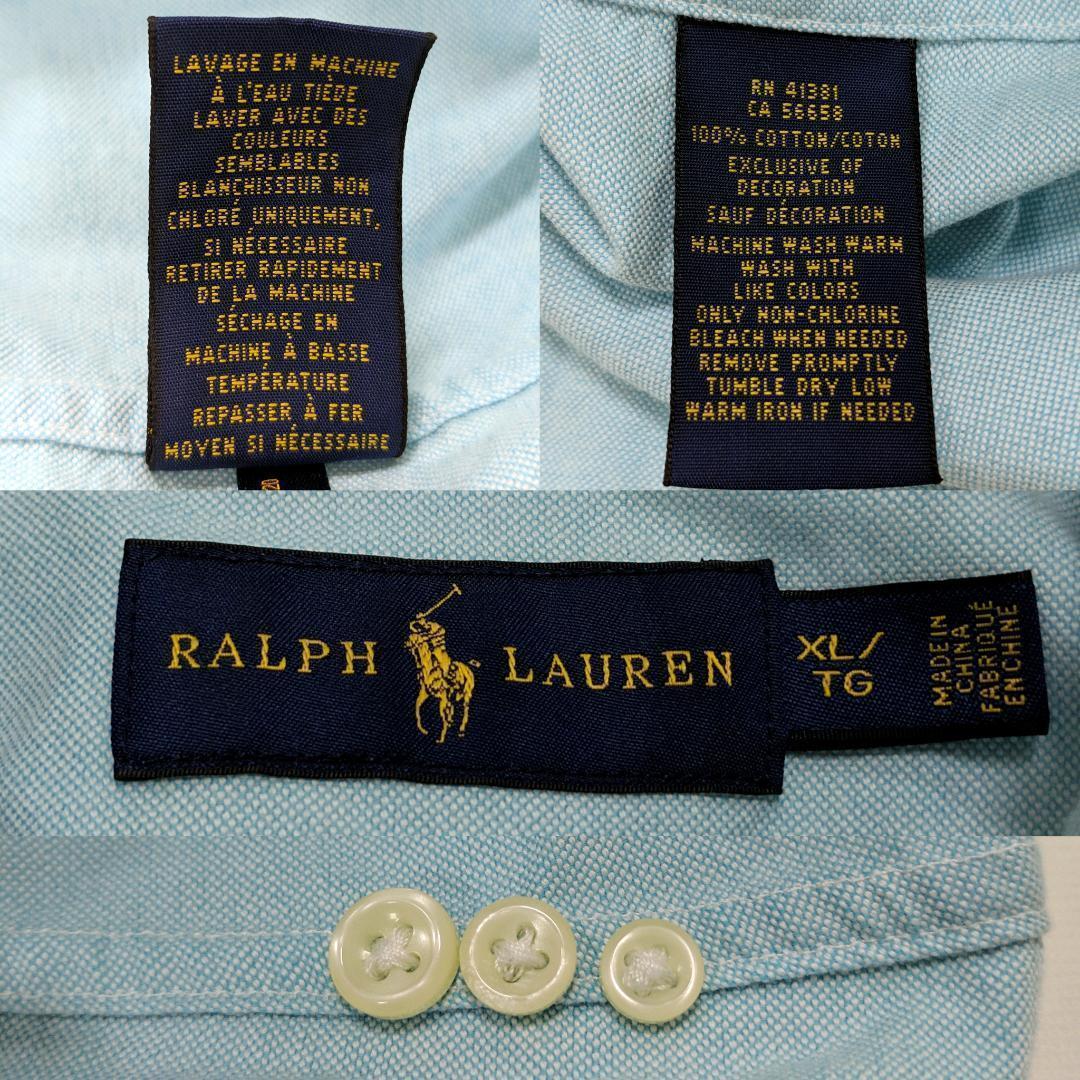 LAVAGE EN MACHINE
À L'EAU TIÈDE
LAVER AVEC DES
COULEURS
SEMBLABLES
BLANCHISSEUR NON
CHLORÉ UNIQUEMENT,
SI NÉCESSAIRE
RETIRER RAPIDEMENT
DE LA MACHINE
SÉCHAGE EN
MACHINE À BASSE
TEMPÉRATURE
REPASSER À FER
MOYEN SI NÉCESSAIRE
RN 41381
CA 56658
100% COTTON/COTON
EXCLUSIVE OF
DECORATION
SAUF DÉCORATION
MACHINE WASH WARM
WASH WITH
LIKE COLORS
ONLY NON-CHLORINE
BLEACH WHEN NEEDED
REMOVE PROMPTLY
TUMBLE DRY LOW
WARM IRON IF NEEDED
RALPH LAUREN
XL/
TG
MADE IN
CHINA
FABRIQUÉ
EN CHINE